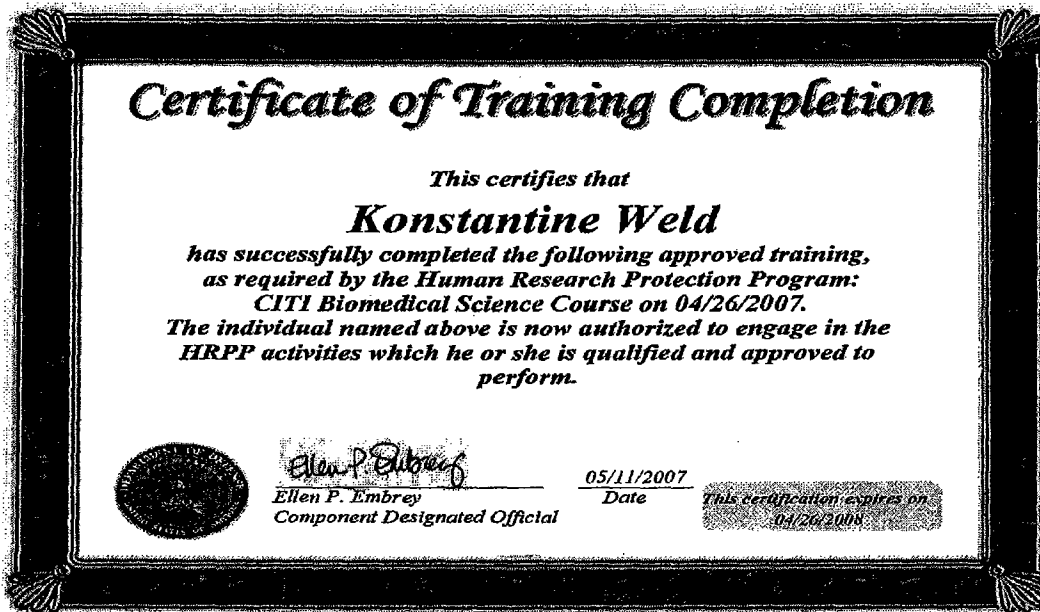 Certificate of Training Completion
This certifies that
Konstantine Weld
has successfully completed the following approved training,
as required by the Human Research Protection Program:
CITI Biomedical Science Course on 04/26/2007.
The individual named above is now authorized to engage in the
HRPP activities which he or she is qualified and approved to
perform.
Ellen P. Embrey
05/11/2007
Ellen P. Embrey
Date
Component Designated Official
This certification expires on
04/26/2008